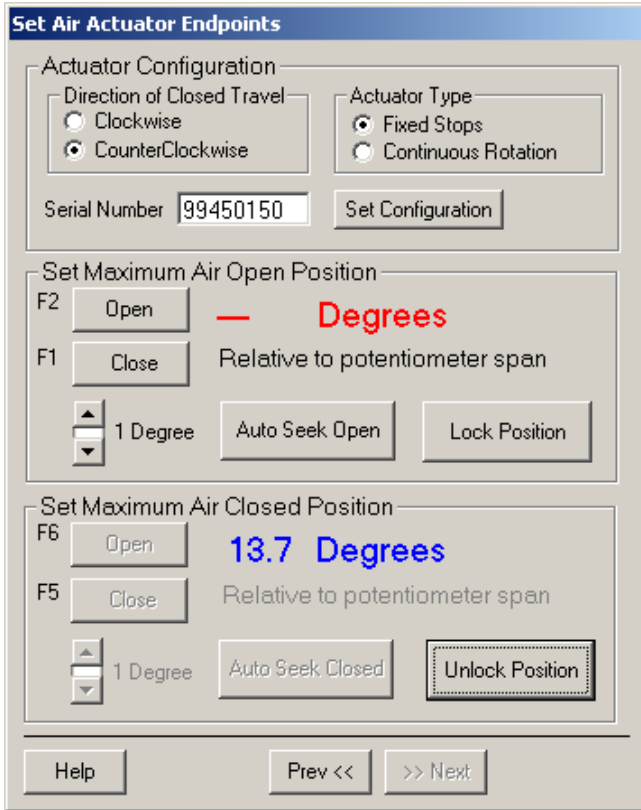 Set Air Actuator Endpoints
Actuator Configuration
Direction of Closed Travel
Actuator Type
Clockwise
Fixed Stops
CounterClockwise
Continuous Rotation
Serial Number 99450150 Set Configuration
Set Maximum Air Open Position
F2 Open — Degrees
F1 Close Relative to potentiometer span
1 Degree Auto Seek Open Lock Position
Set Maximum Air Closed Position
F6 Open 13.7 Degrees
F5 Close Relative to potentiometer span
1 Degree Auto Seek Closed Unlock Position
Help Prev << >> Next